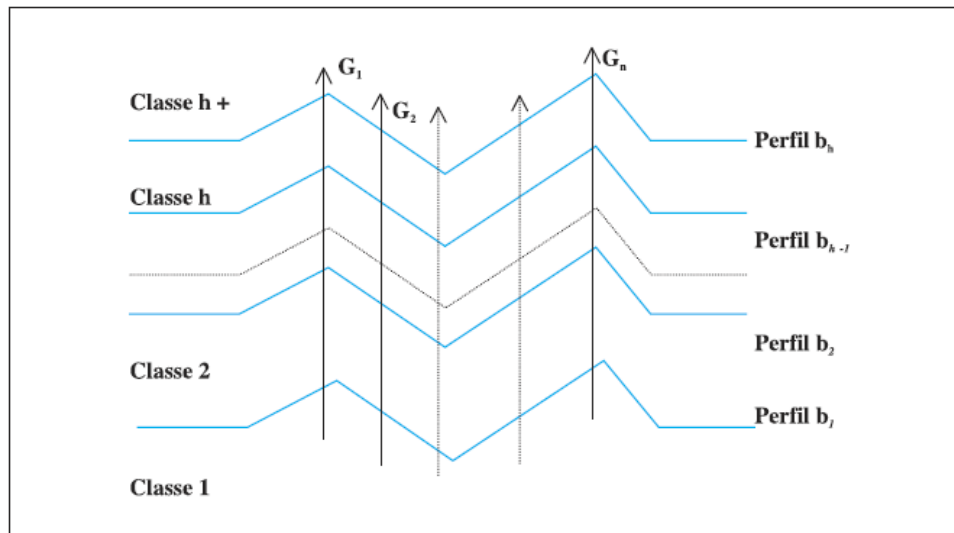 G₁
Gₙ
Classe h +
G₂
Perfil bₕ
Classe h
Perfil bₕ₋₁
Perfil b₂
Classe 2
Perfil b₁
Classe 1